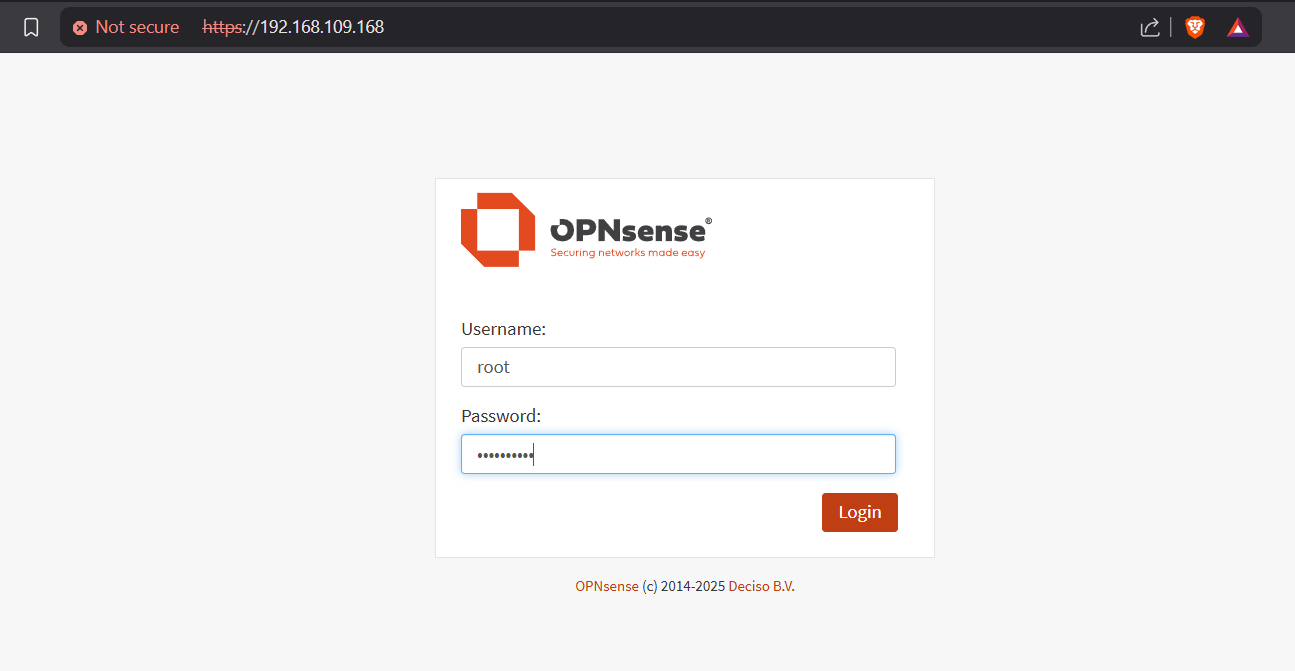 Not secure https://192.168.109.168
OPNsense®
Securing networks made easy
Username:
root
Password:
••••••••••
Login
OPNsense (c) 2014-2025 Deciso B.V.